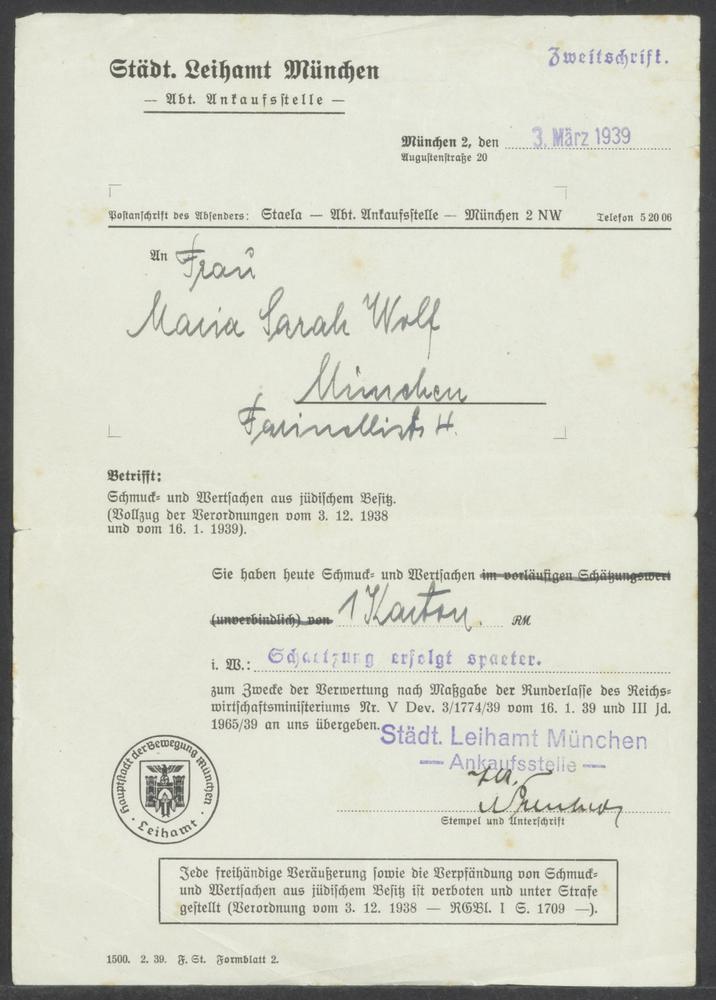 Zweitschrift.
Städt. Leihamt München
— Abt. Ankaufsstelle —
München 2, den 3. März 1939
Augustenstraße 20
Postanschrift des Absenders: Staela — Abt. Ankaufsstelle — München 2 NW Telefon 5 20 06
An Frau
Maria Sarah Wolf
München
4.
Betrifft:
Schmuck- und Wertsachen aus jüdischem Besitz.
(Vollzug der Verordnungen vom 3. 12. 1938
und vom 16. 1. 1939).
Sie haben heute Schmuck- und Wertsachen im vorläufigen Schätzungswert
(unverbindlich) von 1 Karton. RM
i. W.: Schaetzung erfolgt spaeter.
zum Zwecke der Verwertung nach Maßgabe der Runderlasse des Reichs-
wirtschaftsministeriums Nr. V Dev. 3/1774/39 vom 16. 1. 39 und III Jd.
1965/39 an uns übergeben.
Städt. Leihamt München
— Ankaufsstelle —
Stempel und Unterschrift
Hauptstadt der Bewegung München
· Leihamt ·
Jede freihändige Veräußerung sowie die Verpfändung von Schmuck-
und Wertsachen aus jüdischem Besitz ist verboten und unter Strafe
gestellt (Verordnung vom 3. 12. 1938 — RGBl. I S. 1709 —).
1500. 2. 39. F. St. Formblatt 2.